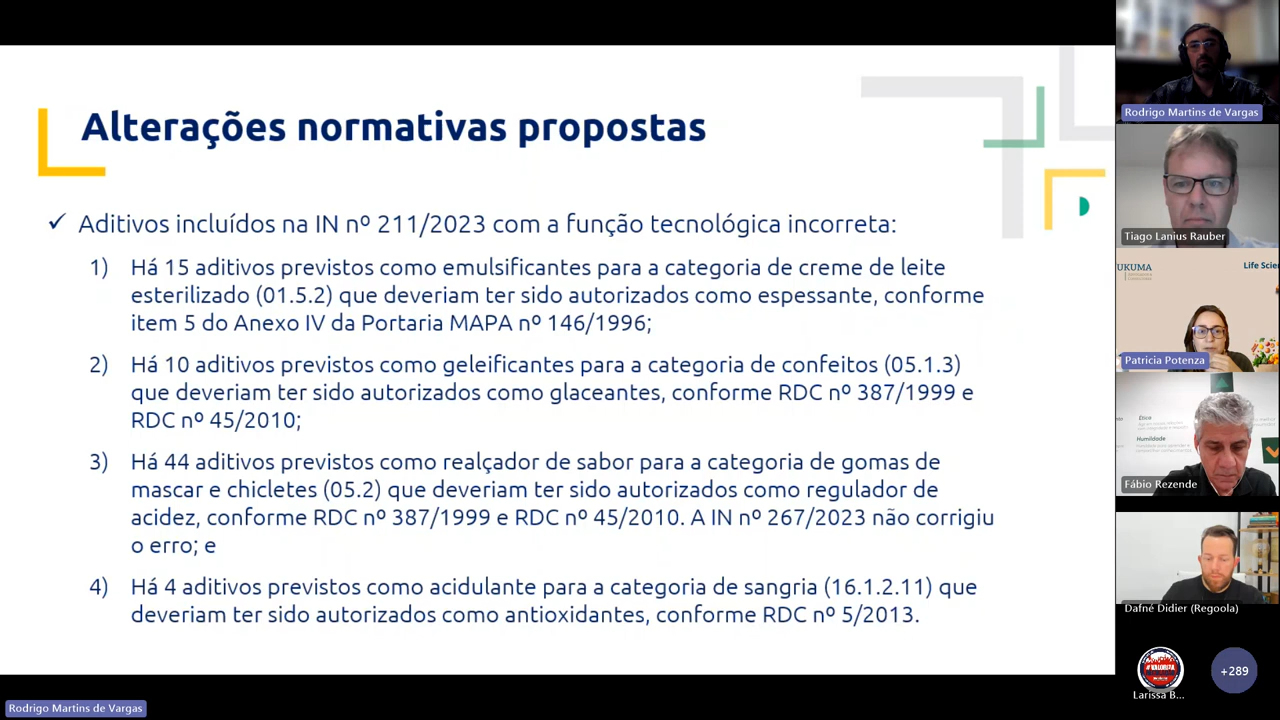 Alterações normativas propostas
✓ Aditivos incluídos na IN nº 211/2023 com a função tecnológica incorreta:
1) Há 15 aditivos previstos como emulsificantes para a categoria de creme de leite
esterilizado (01.5.2) que deveriam ter sido autorizados como espessante, conforme
item 5 do Anexo IV da Portaria MAPA nº 146/1996;
2) Há 10 aditivos previstos como geleificantes para a categoria de confeitos (05.1.3)
que deveriam ter sido autorizados como glaceantes, conforme RDC nº 387/1999 e
RDC nº 45/2010;
3) Há 44 aditivos previstos como realçador de sabor para a categoria de gomas de
mascar e chicletes (05.2) que deveriam ter sido autorizados como regulador de
acidez, conforme RDC nº 387/1999 e RDC nº 45/2010. A IN nº 267/2023 não corrigiu
o erro; e
4) Há 4 aditivos previstos como acidulante para a categoria de sangria (16.1.2.11) que
deveriam ter sido autorizados como antioxidantes, conforme RDC nº 5/2013.
Rodrigo Martins de Vargas
Tiago Lanius Rauber
UKUMA
Life Scien
Patricia Potenza
Ética
Humildade
Fábio Rezende
Dafné Didier (Regoola)
Larissa B...
+289
Rodrigo Martins de Vargas